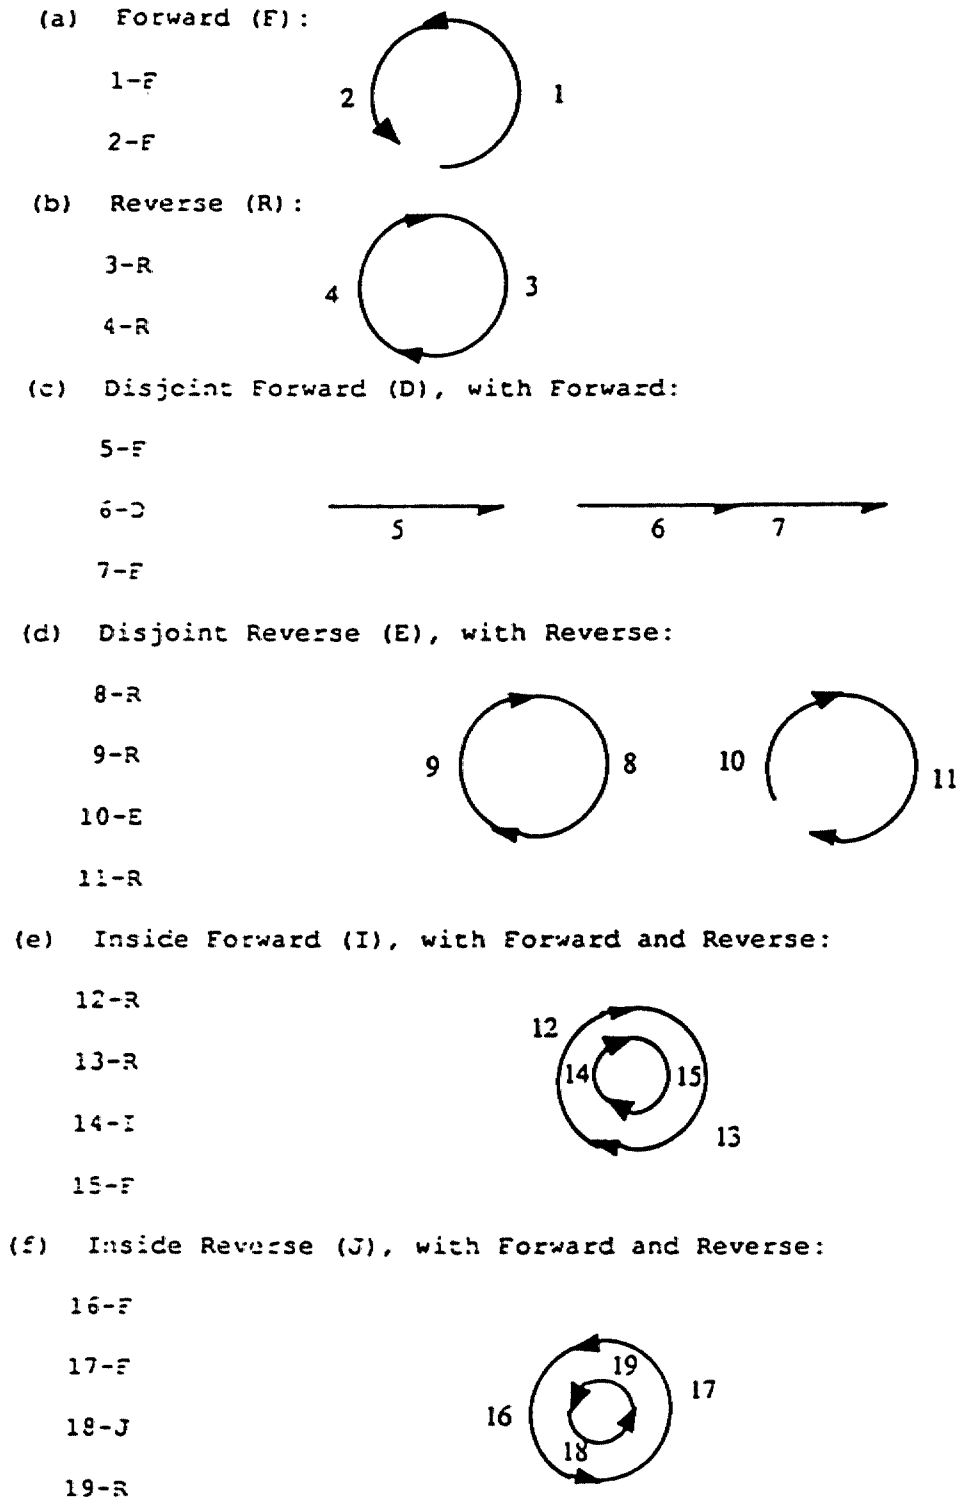 (a) Forward (F):
1-F
2 1
2-F
(b) Reverse (R):
3-R
4 3
4-R
(c) Disjoint Forward (D), with Forward:
5-F
6-D
5 6 7
7-F
(d) Disjoint Reverse (E), with Reverse:
8-R
9-R
9 8 10 11
10-E
11-R
(e) Inside Forward (I), with Forward and Reverse:
12-R
12
13-R
14 15
14-I
13
15-F
(f) Inside Reverse (J), with Forward and Reverse:
16-F
17-F
19
17
16
18-J
18
19-R